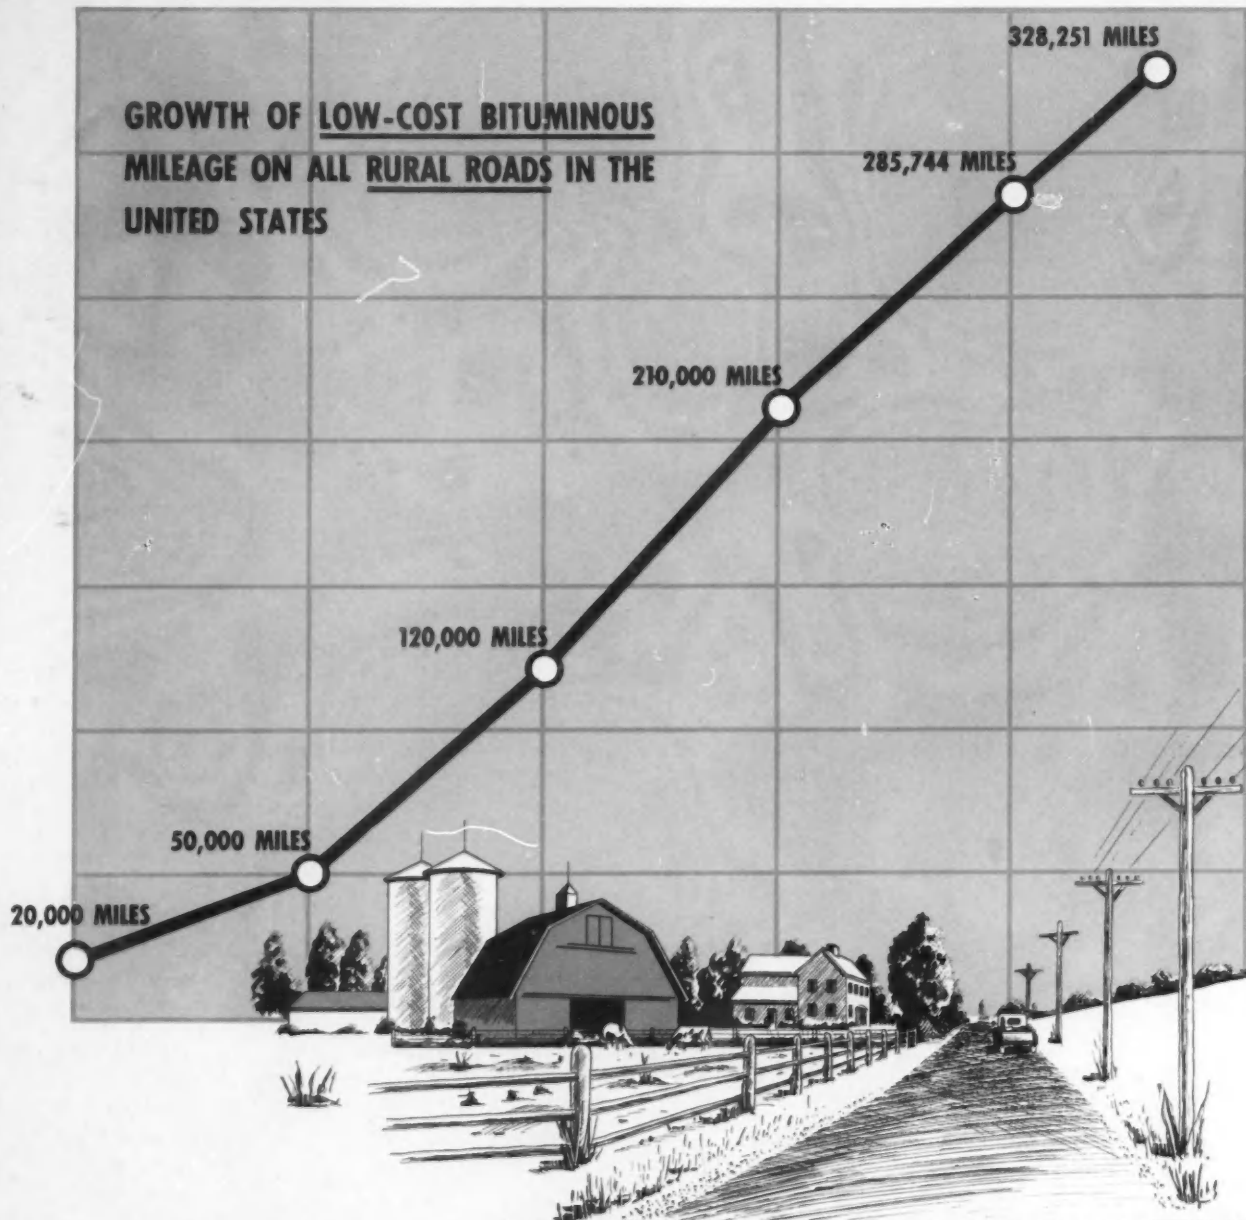 GROWTH OF LOW-COST BITUMINOUS
MILEAGE ON ALL RURAL ROADS IN THE
UNITED STATES
328,251 MILES
285,744 MILES
210,000 MILES
120,000 MILES
50,000 MILES
20,000 MILES